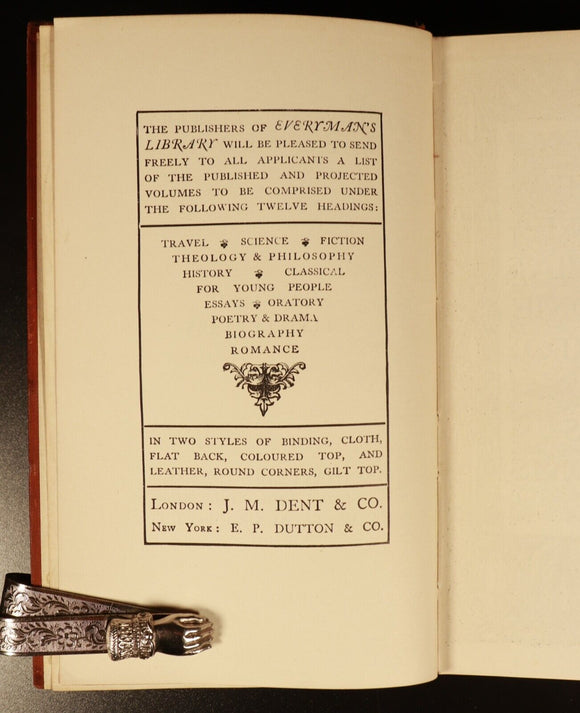 THE PUBLISHERS OF EVERYMAN'S
LIBRARY WILL BE PLEASED TO SEND
FREELY TO ALL APPLICANTS A LIST
OF THE PUBLISHED AND PROJECTED
VOLUMES TO BE COMPRISED UNDER
THE FOLLOWING TWELVE HEADINGS:
TRAVEL SCIENCE FICTION
THEOLOGY & PHILOSOPHY
HISTORY CLASSICAL
FOR YOUNG PEOPLE
ESSAYS ORATORY
POETRY & DRAMA
BIOGRAPHY
ROMANCE
IN TWO STYLES OF BINDING, CLOTH,
FLAT BACK, COLOURED TOP, AND
LEATHER, ROUND CORNERS, GILT TOP.
LONDON: J. M. DENT & CO.
NEW YORK: E. P. DUTTON & CO.